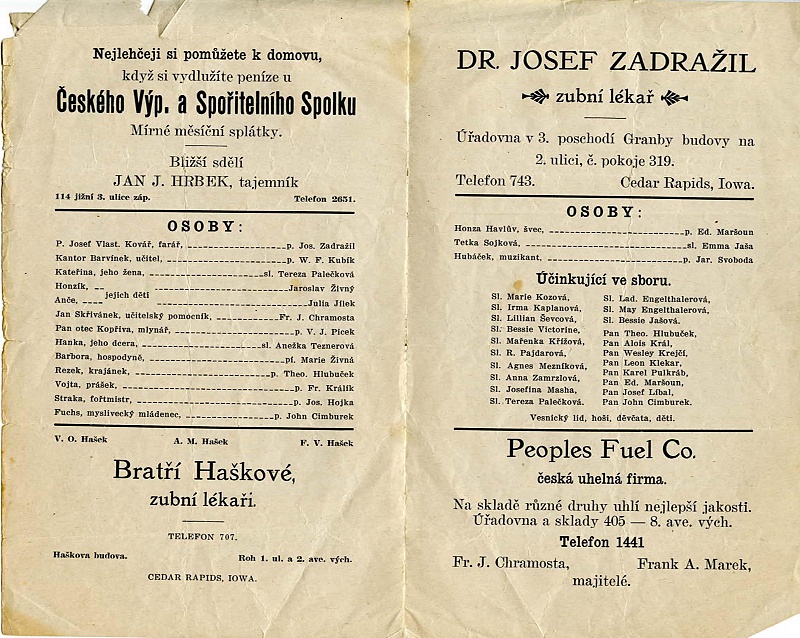 Nejlehčeji si pomůžete k domovu,
když si vydlužíte peníze u
Českého Výp. a Spořitelního Spolku
Mírné měsíční splátky.
Bližší sdělí
JAN J. HRBEK, tajemník
114 jižní 3. ulice záp. Telefon 2651.
OSOBY:
P. Josef Vlast. Kovář, farář, p. Jos. Zadražil
Kantor Barvínek, učitel, p. W. F. Kubík
Kateřina, jeho žena, sl. Tereza Palečková
Honzík, Jaroslav Živný
jejich děti
Anče, Julia Jílek
Jan Skřivánek, učitelský pomocník, Fr. J. Chramosta
Pan otec Kopřiva, mlynář, p. V. J. Picek
Hanka, jeho dcera, sl. Anežka Teznerová
Barbora, hospodyně, pí. Marie Živná
Rezek, krajánek, p. Theo. Hlubuček
Vojta, prášek, p. Fr. Králík
Straka, fořtmistr, p. Jos. Hojka
Fuchs, myslivecký mládenec, p. John Cimburek
V. O. Hašek A. M. Hašek F. V. Hašek
Bratří Haškové,
zubní lékaři.
TELEFON 707.
Haškova budova. Roh 1. ul. a 2. ave. vých.
CEDAR RAPIDS, IOWA.
DR. JOSEF ZADRAŽIL
zubní lékař
Úřadovna v 3. poschodí Granby budovy na
2. ulici, č. pokoje 319.
Telefon 743. Cedar Rapids, Iowa.
OSOBY:
Honza Havlův, švec, p. Ed. Maršoun
Tetka Sojková, sl. Emma Jaša
Hubáček, muzikant, p. Jar. Svoboda
Účinkující ve sboru.
Sl. Marie Kozová,
Sl. Irma Kaplanová,
Sl. Lillian Ševcová,
Sl. Bessie Victorine,
Sl. Mařenka Křížová,
Sl. R. Pajdarová,
Sl. Agnes Mezníková,
Sl. Anna Zamrzlová,
Sl. Josefina Masha,
Sl. Tereza Palečková.
Sl. Lad. Engelthalerová,
Sl. May Engelthalerová,
Sl. Bessie Jašová.
Pan Theo. Hlubuček,
Pan Alois Král,
Pan Wesley Krejčí,
Pan Leon Klekar,
Pan Karel Pulkráb,
Pan Ed. Maršoun,
Pan Josef Líbal,
Pan John Cimburek.
Vesnický lid, hoši, děvčata, děti.
Peoples Fuel Co.
česká uhelná firma.
Na skladě různé druhy uhlí nejlepší jakosti.
Úřadovna a sklady 405 — 8. ave. vých.
Telefon 1441
Fr. J. Chramosta, Frank A. Marek,
majitelé.